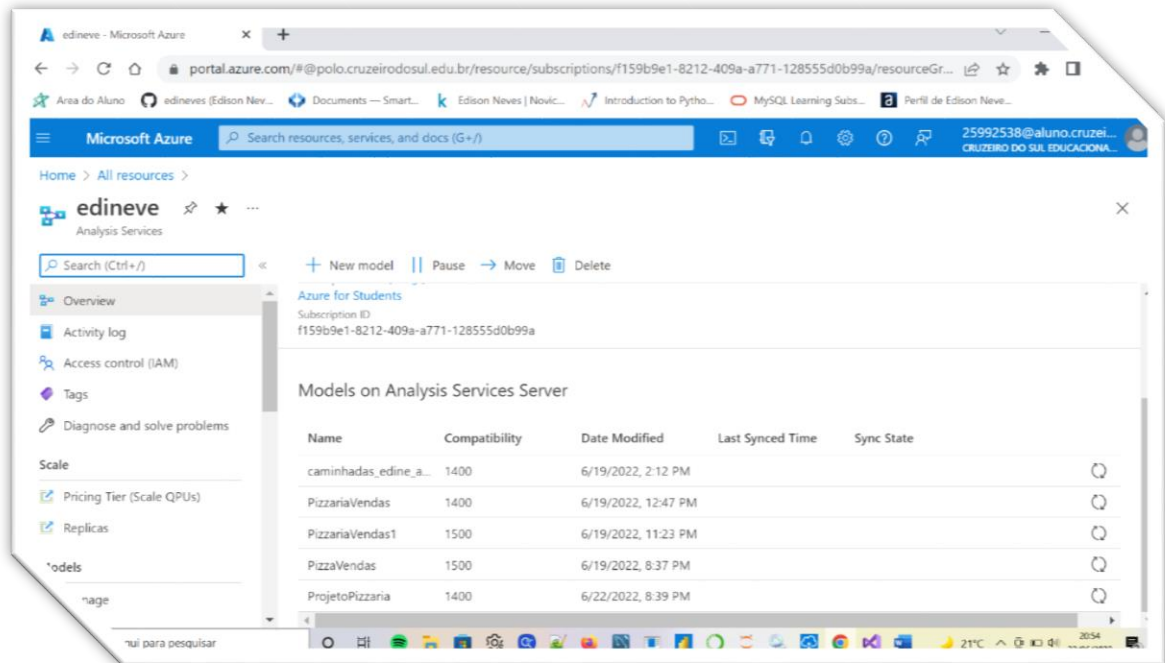 edineve - Microsoft Azure
portal.azure.com/#@polo.cruzeirodosul.edu.br/resource/subscriptions/f159b9e1-8212-409a-a771-128555d0b99a/resourceGr...
Area do Aluno edineves (Edison Nev... Documents — Smart... Edison Neves | Novic... Introduction to Pytho... MySQL Learning Subs... Perfil de Edison Neve...
Microsoft Azure Search resources, services, and docs (G+/) 25992538@aluno.cruzei...
CRUZEIRO DO SUL EDUCACIONA...
Home > All resources >
edineve
Analysis Services
Search (Ctrl+/) « New model Pause Move Delete
Overview
Activity log
Access control (IAM)
Tags
Diagnose and solve problems
Scale
Pricing Tier (Scale QPUs)
Replicas
odels
nage
Azure for Students
Subscription ID
f159b9e1-8212-409a-a771-128555d0b99a
Models on Analysis Services Server
Name Compatibility Date Modified Last Synced Time Sync State
caminhadas_edine_a... 1400 6/19/2022, 2:12 PM
PizzariaVendas 1400 6/19/2022, 12:47 PM
PizzariaVendas1 1500 6/19/2022, 11:23 PM
PizzaVendas 1500 6/19/2022, 8:37 PM
ProjetoPizzaria 1400 6/22/2022, 8:39 PM
qui para pesquisar 21°C 20:54